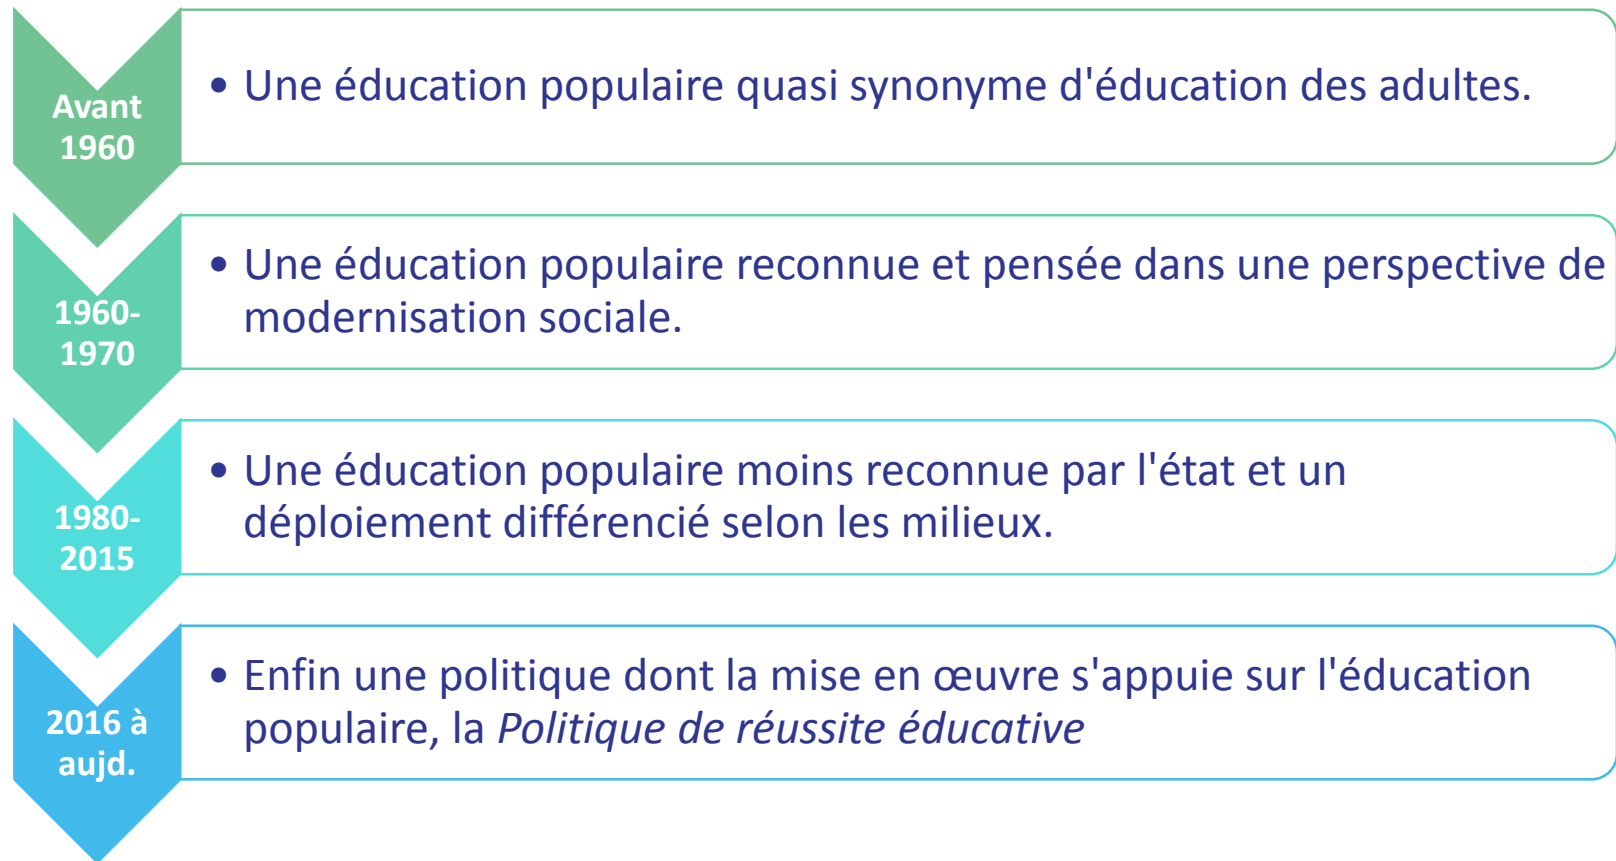 Avant
1960
• Une éducation populaire quasi synonyme d'éducation des adultes.
1960-
1970
• Une éducation populaire reconnue et pensée dans une perspective de
modernisation sociale.
1980-
2015
• Une éducation populaire moins reconnue par l'état et un
déploiement différencié selon les milieux.
2016 à
aujd.
• Enfin une politique dont la mise en œuvre s'appuie sur l'éducation
populaire, la Politique de réussite éducative